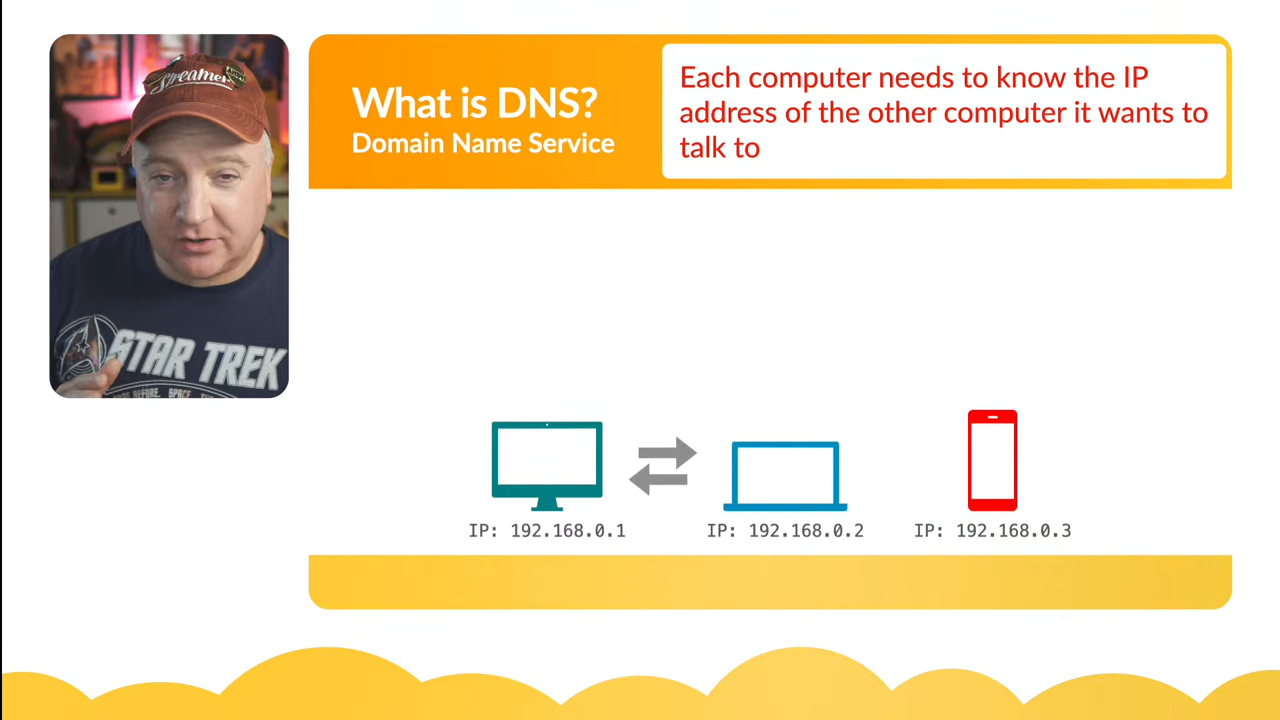 Streamer
STAR TREK
What is DNS?
Domain Name Service
Each computer needs to know the IP
address of the other computer it wants to
talk to
IP: 192.168.0.1
IP: 192.168.0.2
IP: 192.168.0.3